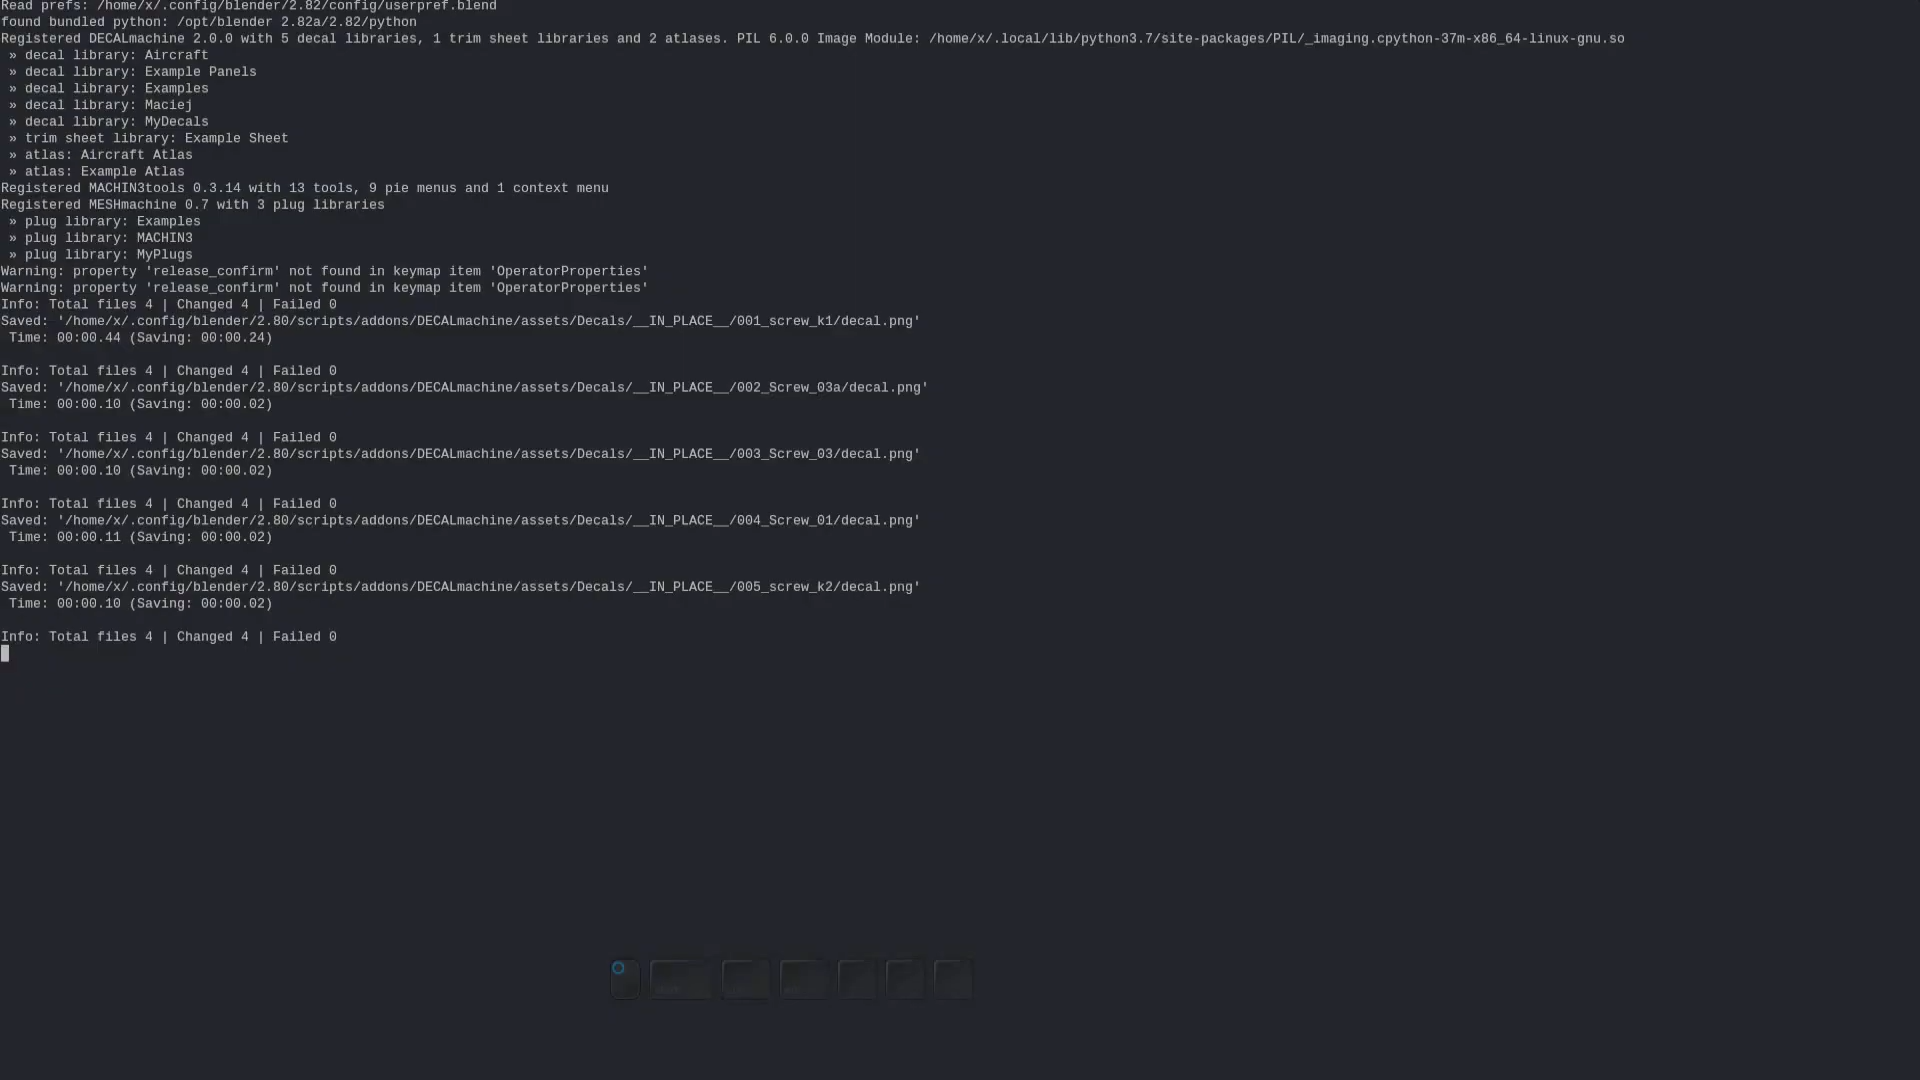 Read prefs: /home/x/.config/blender/2.82/config/userpref.blend
found bundled python: /opt/blender 2.82a/2.82/python
Registered DECALmachine 2.0.0 with 5 decal libraries, 1 trim sheet libraries and 2 atlases. PIL 6.0.0 Image Module: /home/x/.local/lib/python3.7/site-packages/PIL/_imaging.cpython-37m-x86_64-linux-gnu.so
» decal library: Aircraft
» decal library: Example Panels
» decal library: Examples
» decal library: Maciej
» decal library: MyDecals
» trim sheet library: Example Sheet
» atlas: Aircraft Atlas
» atlas: Example Atlas
Registered MACHIN3tools 0.3.14 with 13 tools, 9 pie menus and 1 context menu
Registered MESHmachine 0.7 with 3 plug libraries
» plug library: Examples
» plug library: MACHIN3
» plug library: MyPlugs
Warning: property 'release_confirm' not found in keymap item 'OperatorProperties'
Warning: property 'release_confirm' not found in keymap item 'OperatorProperties'
Info: Total files 4 | Changed 4 | Failed 0
Saved: '/home/x/.config/blender/2.80/scripts/addons/DECALmachine/assets/Decals/__IN_PLACE__/001_screw_k1/decal.png'
Time: 00:00.44 (Saving: 00:00.24)
Info: Total files 4 | Changed 4 | Failed 0
Saved: '/home/x/.config/blender/2.80/scripts/addons/DECALmachine/assets/Decals/__IN_PLACE__/002_Screw_03a/decal.png'
Time: 00:00.10 (Saving: 00:00.02)
Info: Total files 4 | Changed 4 | Failed 0
Saved: '/home/x/.config/blender/2.80/scripts/addons/DECALmachine/assets/Decals/__IN_PLACE__/003_Screw_03/decal.png'
Time: 00:00.10 (Saving: 00:00.02)
Info: Total files 4 | Changed 4 | Failed 0
Saved: '/home/x/.config/blender/2.80/scripts/addons/DECALmachine/assets/Decals/__IN_PLACE__/004_Screw_01/decal.png'
Time: 00:00.11 (Saving: 00:00.02)
Info: Total files 4 | Changed 4 | Failed 0
Saved: '/home/x/.config/blender/2.80/scripts/addons/DECALmachine/assets/Decals/__IN_PLACE__/005_screw_k2/decal.png'
Time: 00:00.10 (Saving: 00:00.02)
Info: Total files 4 | Changed 4 | Failed 0